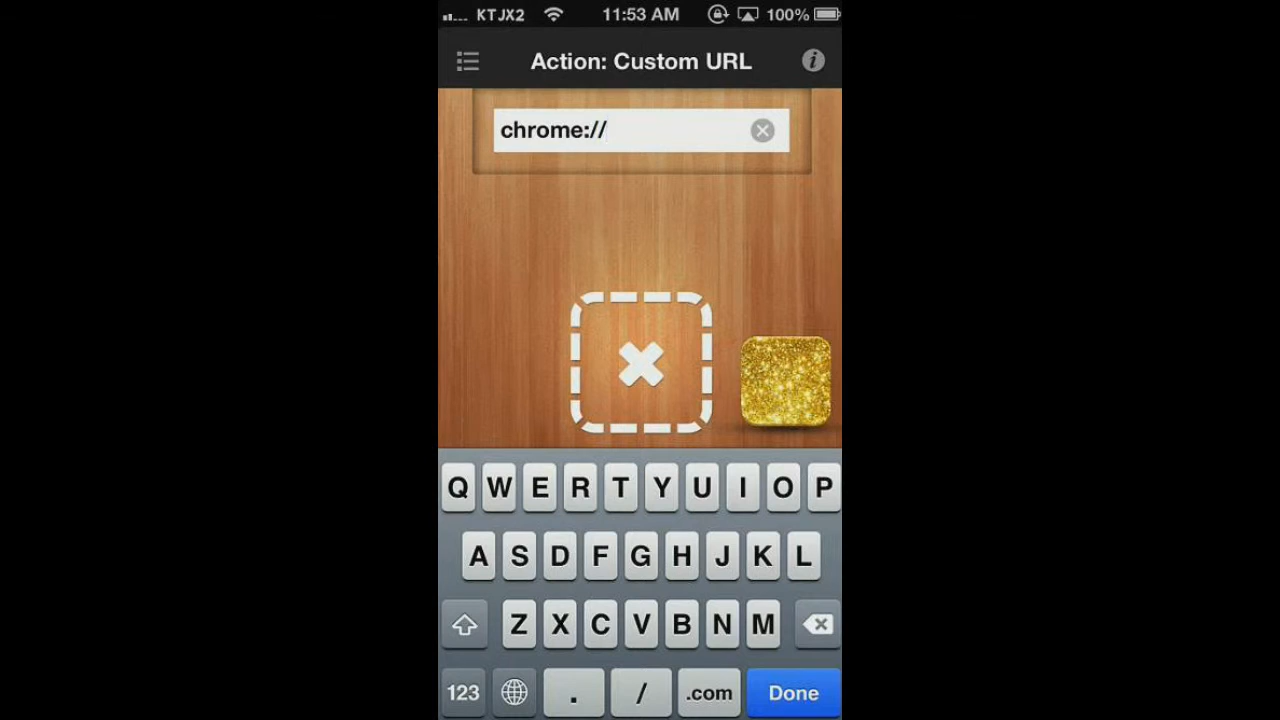 KTJX2 11:53 AM 100%
Action: Custom URL
chrome://
Q W E R T Y U I O P
A S D F G H J K L
Z X C V B N M
123 . / .com Done